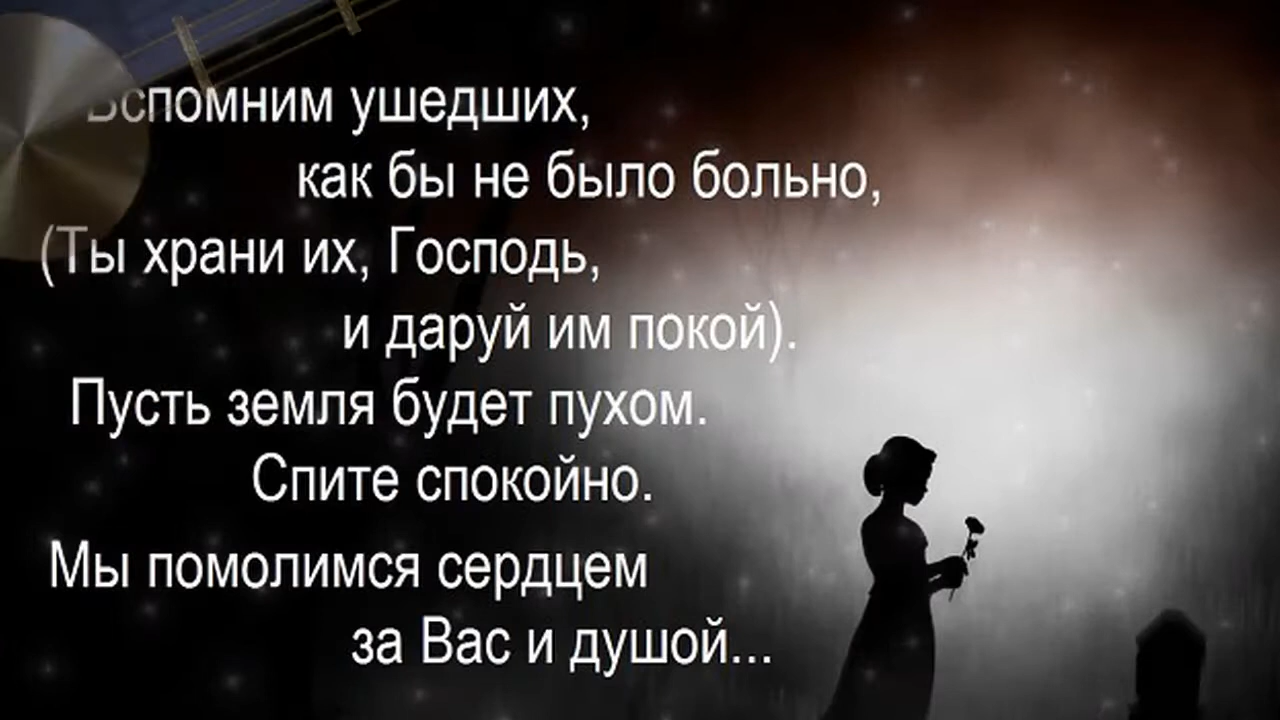 Вспомним ушедших,
как бы не было больно,
(Ты храни их, Господь,
и даруй им покой).
Пусть земля будет пухом.
Спите спокойно.
Мы помолимся сердцем
за Вас и душой...